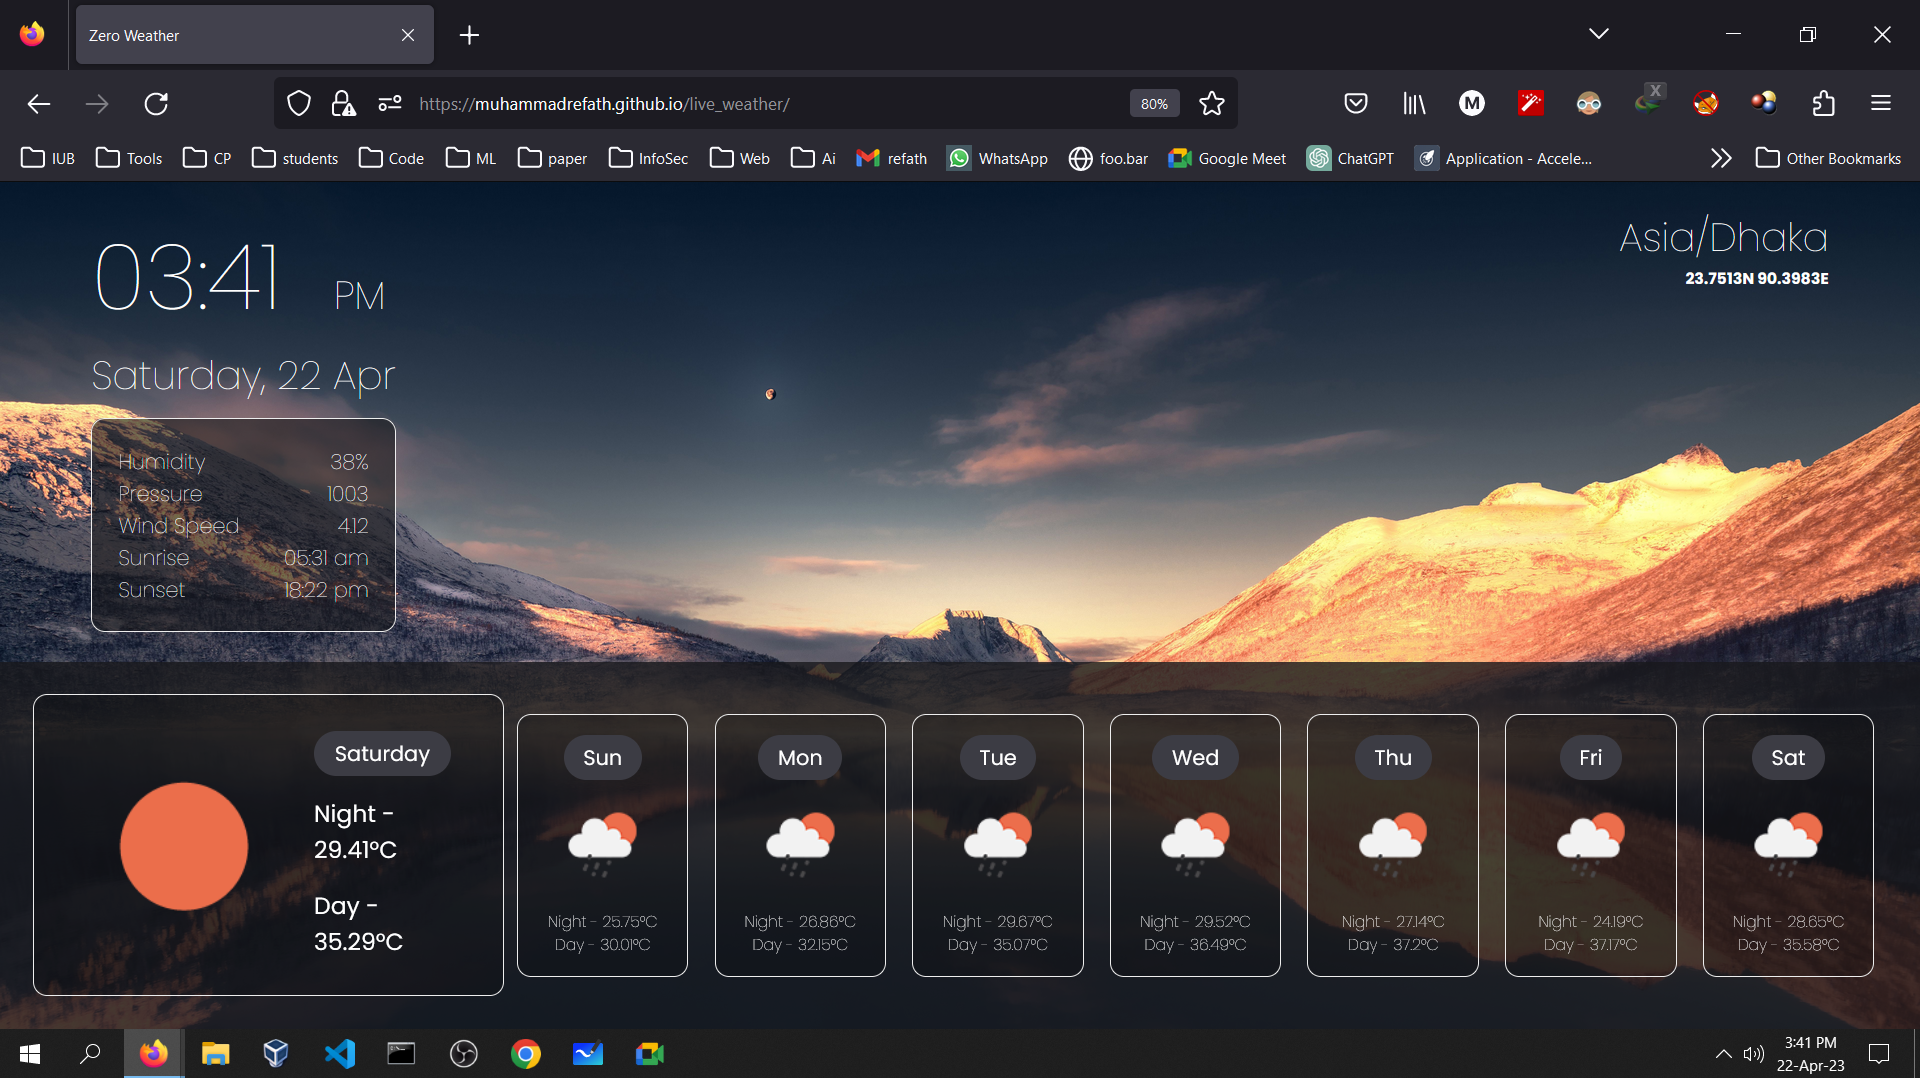 Zero Weather
https://muhammadrefath.github.io/live_weather/
80%
M
X
IUB
Tools
CP
students
Code
ML
paper
InfoSec
Web
Ai
refath
WhatsApp
foo.bar
Google Meet
ChatGPT
Application - Accele...
Other Bookmarks
03:41 PM
Asia/Dhaka
23.7513N 90.3983E
Saturday, 22 Apr
Humidity 38%
Pressure 1003
Wind Speed 4.12
Sunrise 05:31 am
Sunset 18:22 pm
Saturday
Night -
29.41°C
Day -
35.29°C
Sun
Night - 25.75°C
Day - 30.01°C
Mon
Night - 26.86°C
Day - 32.15°C
Tue
Night - 29.67°C
Day - 35.07°C
Wed
Night - 29.52°C
Day - 36.49°C
Thu
Night - 27.14°C
Day - 37.2°C
Fri
Night - 24.19°C
Day - 37.17°C
Sat
Night - 28.65°C
Day - 35.58°C
3:41 PM
22-Apr-23